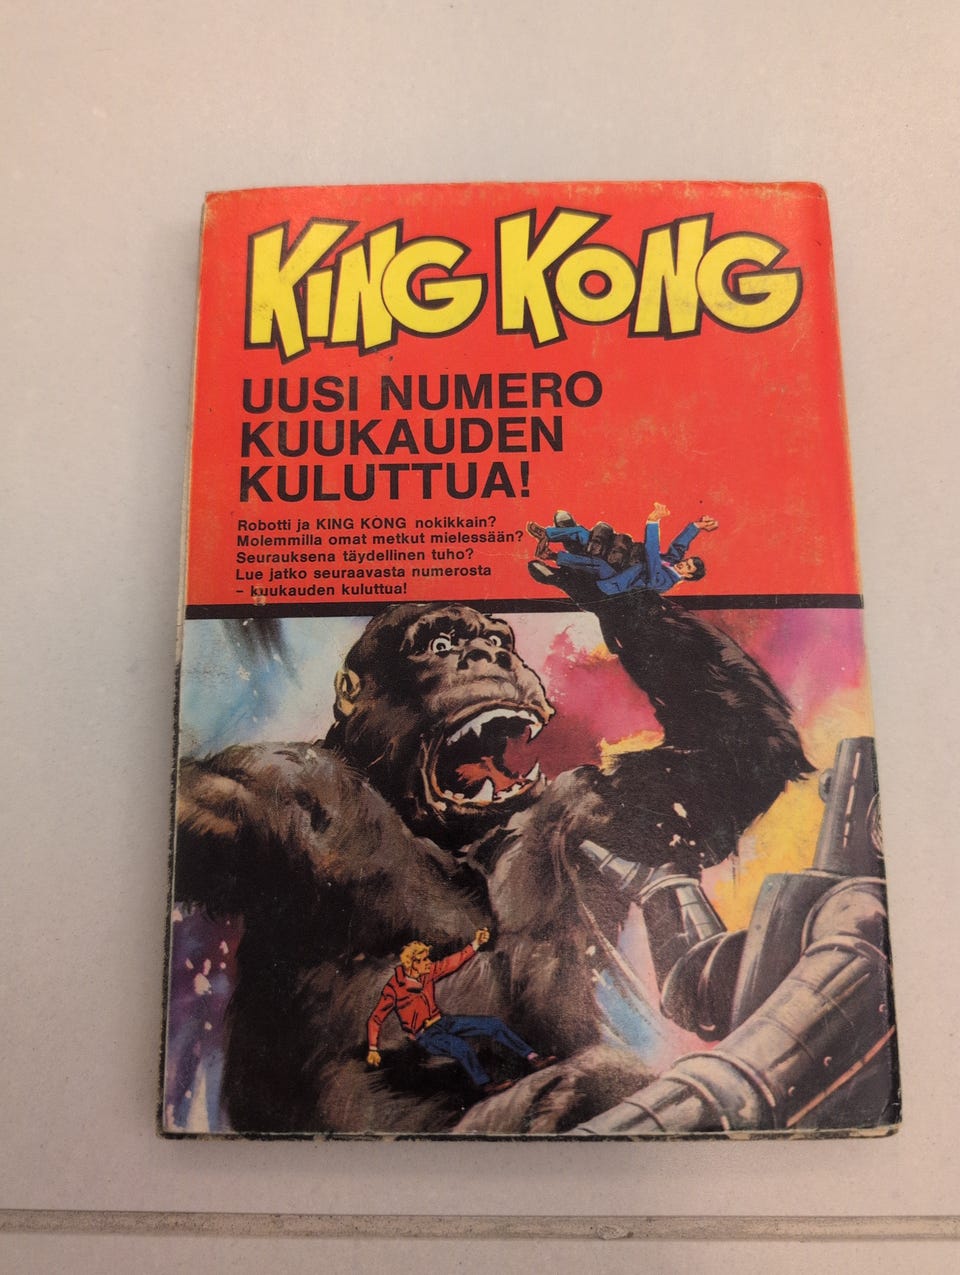 KiNG KONG
UUSI NUMERO
KUUKAUDEN
KULUTTUA!
Robotti ja KING KONG nokikkain?
Molemmilla omat metkut mielessään?
Seurauksena täydellinen tuho?
Lue jatko seuraavasta numerosta
– kuukauden kuluttua!